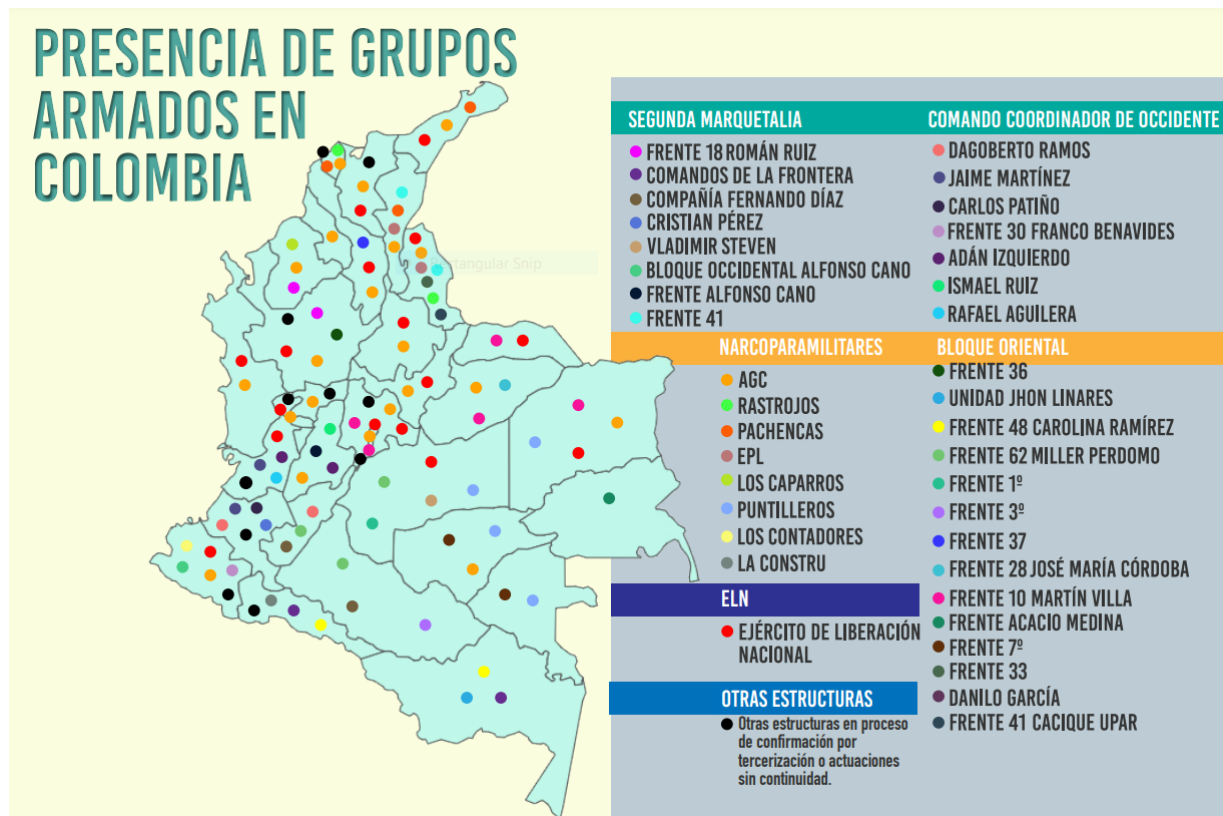 PRESENCIA DE GRUPOS
ARMADOS EN
COLOMBIA
Rectangular Snip
SEGUNDA MARQUETALIA
FRENTE 18 ROMÁN RUIZ
COMANDOS DE LA FRONTERA
COMPAÑÍA FERNANDO DÍAZ
CRISTIAN PÉREZ
VLADIMIR STEVEN
BLOQUE OCCIDENTAL ALFONSO CANO
FRENTE ALFONSO CANO
FRENTE 41
COMANDO COORDINADOR DE OCCIDENTE
DAGOBERTO RAMOS
JAIME MARTÍNEZ
CARLOS PATIÑO
FRENTE 30 FRANCO BENAVIDES
ADÁN IZQUIERDO
ISMAEL RUIZ
RAFAEL AGUILERA
NARCOPARAMILITARES
AGC
RASTROJOS
PACHENCAS
EPL
LOS CAPARROS
PUNTILLEROS
LOS CONTADORES
LA CONSTRU
ELN
EJÉRCITO DE LIBERACIÓN
NACIONAL
OTRAS ESTRUCTURAS
Otras estructuras en proceso
de confirmación por
tercerización o actuaciones
sin continuidad.
BLOQUE ORIENTAL
FRENTE 36
UNIDAD JHON LINARES
FRENTE 48 CAROLINA RAMÍREZ
FRENTE 62 MILLER PERDOMO
FRENTE 1º
FRENTE 3º
FRENTE 37
FRENTE 28 JOSÉ MARÍA CÓRDOBA
FRENTE 10 MARTÍN VILLA
FRENTE ACACIO MEDINA
FRENTE 7º
FRENTE 33
DANILO GARCÍA
FRENTE 41 CACIQUE UPAR